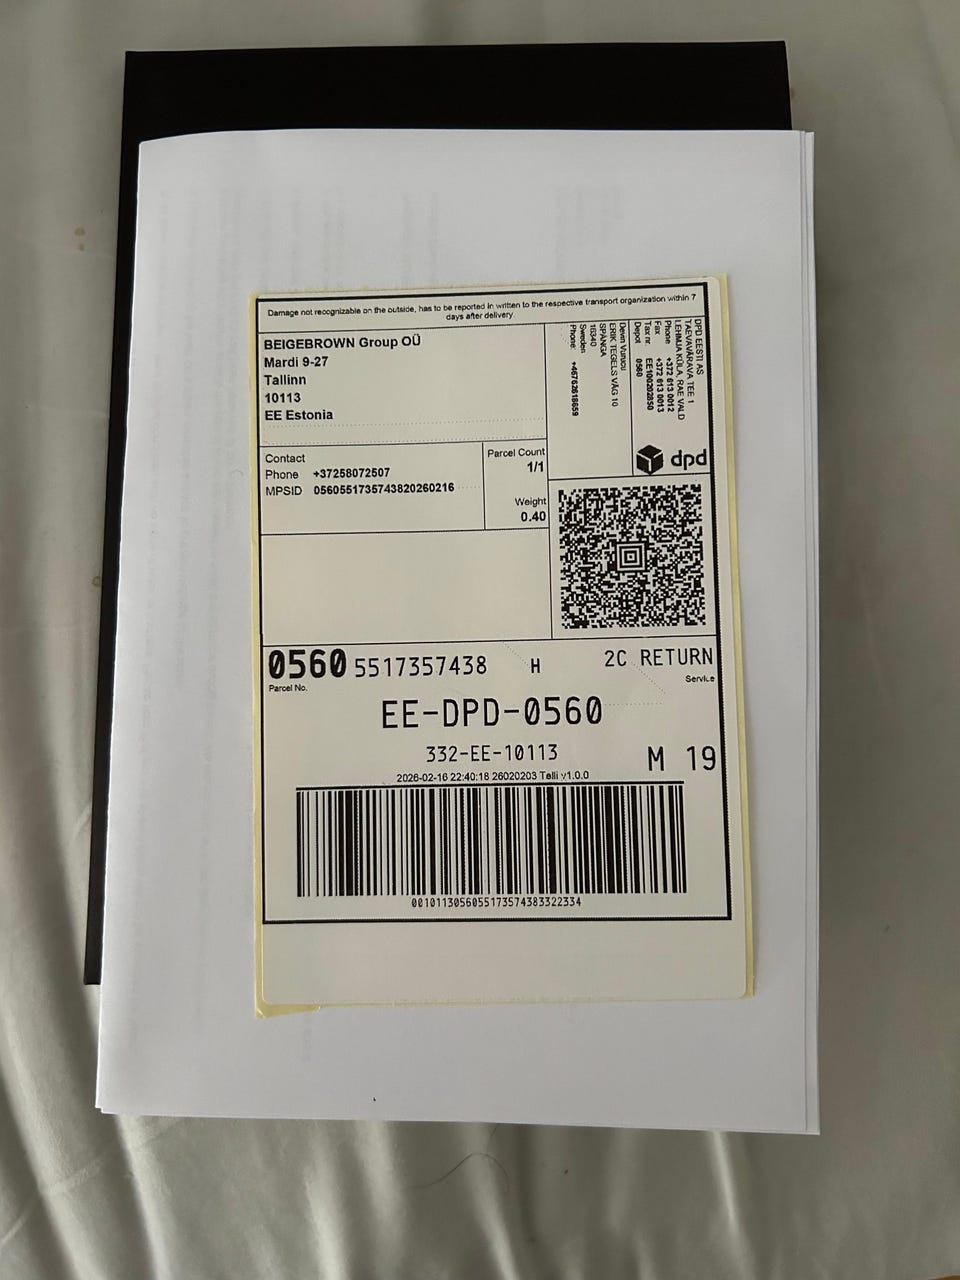 Damage not recognizable on the outside, has to be reported in written to the respective transport organization within 7
days after delivery.
BEIGEBROWN Group OÜ
Mardi 9-27
Tallinn
10113
EE Estonia
DPD EESTI AS
TAEVAVÄRAVA TEE 1
LEHMJA KÜLA, RAE VALD
Phone +372 613 0012
Fax +372 613 0013
Tax nr. EE100202850
Depot 0560
ERIK TEGELS VÄG 10
SPÅNGA
16340
Sweden
Phone: +46762618659
dpd
Contact
Phone +37258072507
MPSID 0560551735743820260216
Parcel Count
1/1
Weight
0.40
0560 5517357438 H 2C RETURN
Parcel No. Service
EE-DPD-0560
332-EE-10113
M 19
2026-02-16 22:40:18 26020203 Telli v1.0.0
0010113056055173574383322334